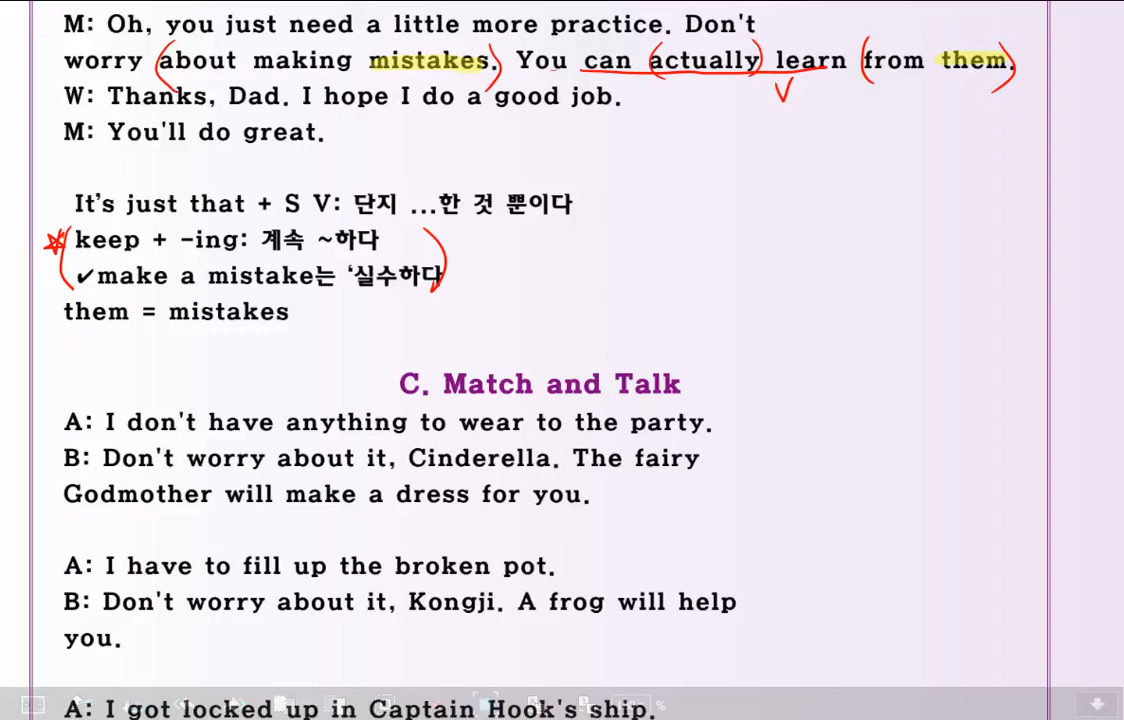 M: Oh, you just need a little more practice. Don't
worry about making mistakes. You can actually learn from them.
V
W: Thanks, Dad. I hope I do a good job.
M: You'll do great.
It's just that + S V: 단지 ...한 것 뿐이다
keep + -ing: 계속 ~하다
✔make a mistake는 ‘실수하다
them = mistakes
C. Match and Talk
A: I don't have anything to wear to the party.
B: Don't worry about it, Cinderella. The fairy
Godmother will make a dress for you.
A: I have to fill up the broken pot.
B: Don't worry about it, Kongji. A frog will help
you.
A: I got locked up in Captain Hook's ship.